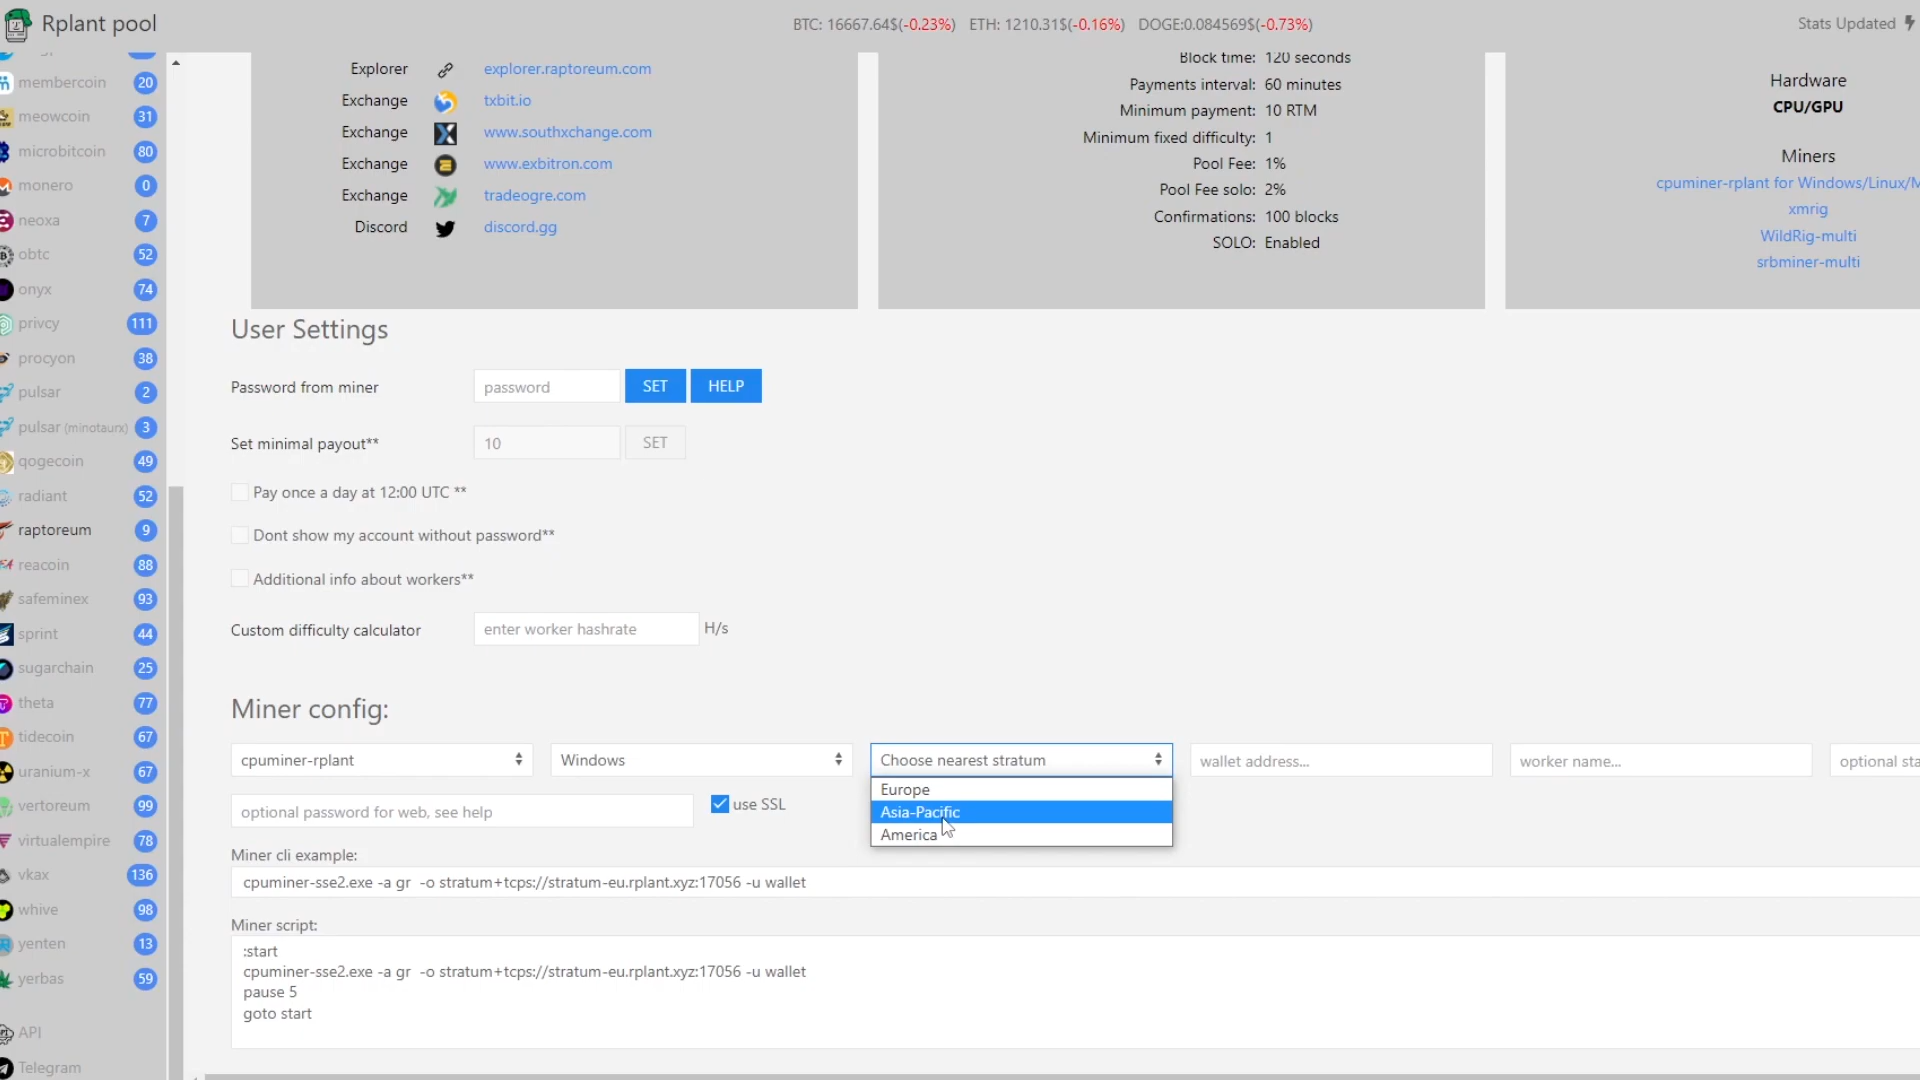 Rplant pool
BTC: 16667.64$(-0.23%) ETH: 1210.31$(-0.16%) DOGE:0.084569$(-0.73%)
Stats Updated
membercoin 20
meowcoin 31
microbitcoin 80
monero 0
neoxa 7
obtc 52
onyx 74
privcy 111
procyon 38
pulsar 2
pulsar (minotaurx) 3
qogecoin 49
radiant 52
raptoreum 9
reacoin 88
safeminex 93
sprint 44
sugarchain 25
theta 77
tidecoin 67
uranium-x 67
vertoreum 99
virtualempire 78
vkax 136
whive 98
yenten 13
yerbas 59
API
Telegram
Explorer explorer.raptoreum.com
Exchange txbit.io
Exchange www.southxchange.com
Exchange www.exbitron.com
Exchange tradeogre.com
Discord discord.gg
Block time: 120 seconds
Payments interval: 60 minutes
Minimum payment: 10 RTM
Minimum fixed difficulty: 1
Pool Fee: 1%
Pool Fee solo: 2%
Confirmations: 100 blocks
SOLO: Enabled
Hardware
CPU/GPU
Miners
cpuminer-rplant for Windows/Linux/M
xmrig
WildRig-multi
srbminer-multi
User Settings
Password from miner password SET HELP
Set minimal payout** 10 SET
Pay once a day at 12:00 UTC **
Dont show my account without password**
Additional info about workers**
Custom difficulty calculator enter worker hashrate H/s
Miner config:
cpuminer-rplant Windows Choose nearest stratum wallet address... worker name... optional sta
Europe
Asia-Pacific
America
optional password for web, see help use SSL
Miner cli example:
cpuminer-sse2.exe -a gr -o stratum+tcps://stratum-eu.rplant.xyz:17056 -u wallet
Miner script:
:start
cpuminer-sse2.exe -a gr -o stratum+tcps://stratum-eu.rplant.xyz:17056 -u wallet
pause 5
goto start